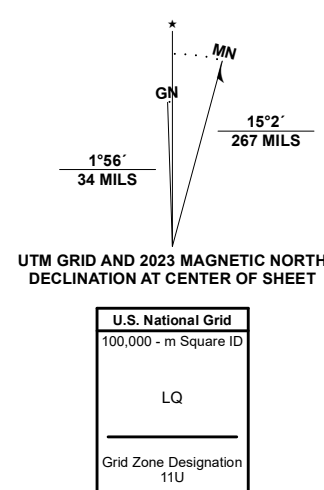 ★
MN
GN
15°2´
267 MILS
1°56´
34 MILS
UTM GRID AND 2023 MAGNETIC NORTH
DECLINATION AT CENTER OF SHEET
U.S. National Grid
100,000 - m Square ID
LQ
Grid Zone Designation
11U